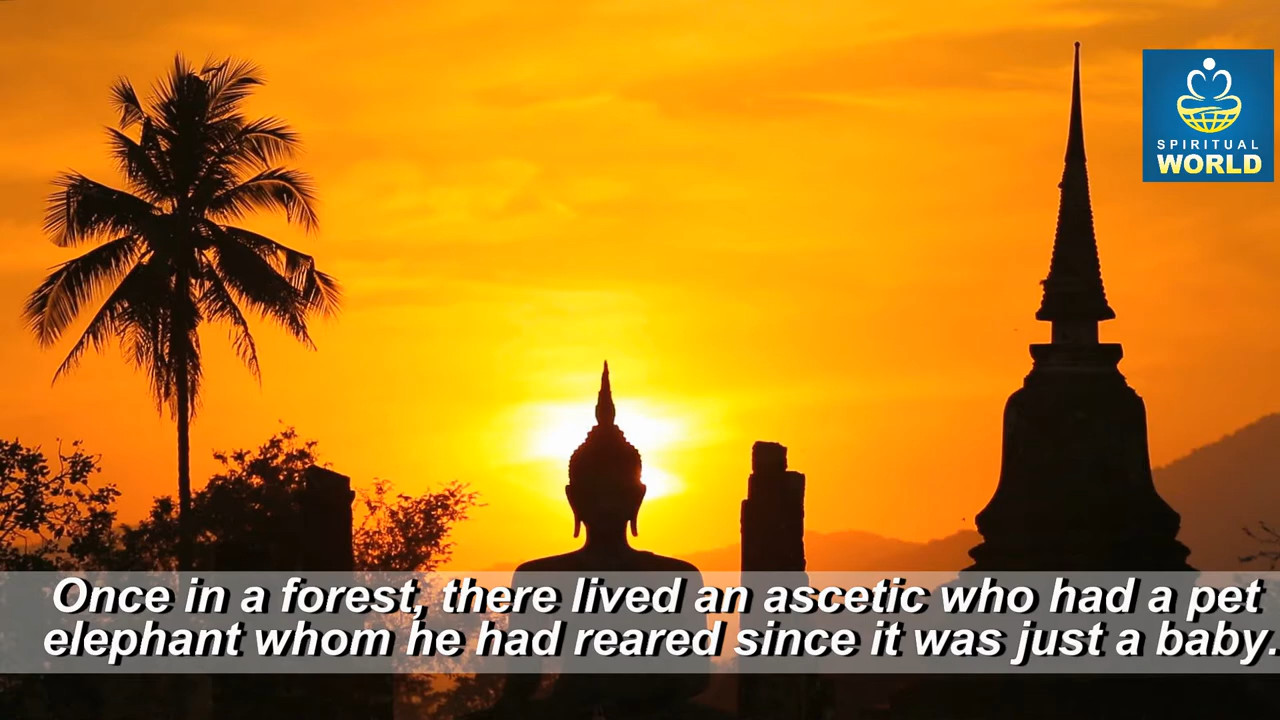 SPIRITUAL
WORLD
Once in a forest, there lived an ascetic who had a pet
elephant whom he had reared since it was just a baby.